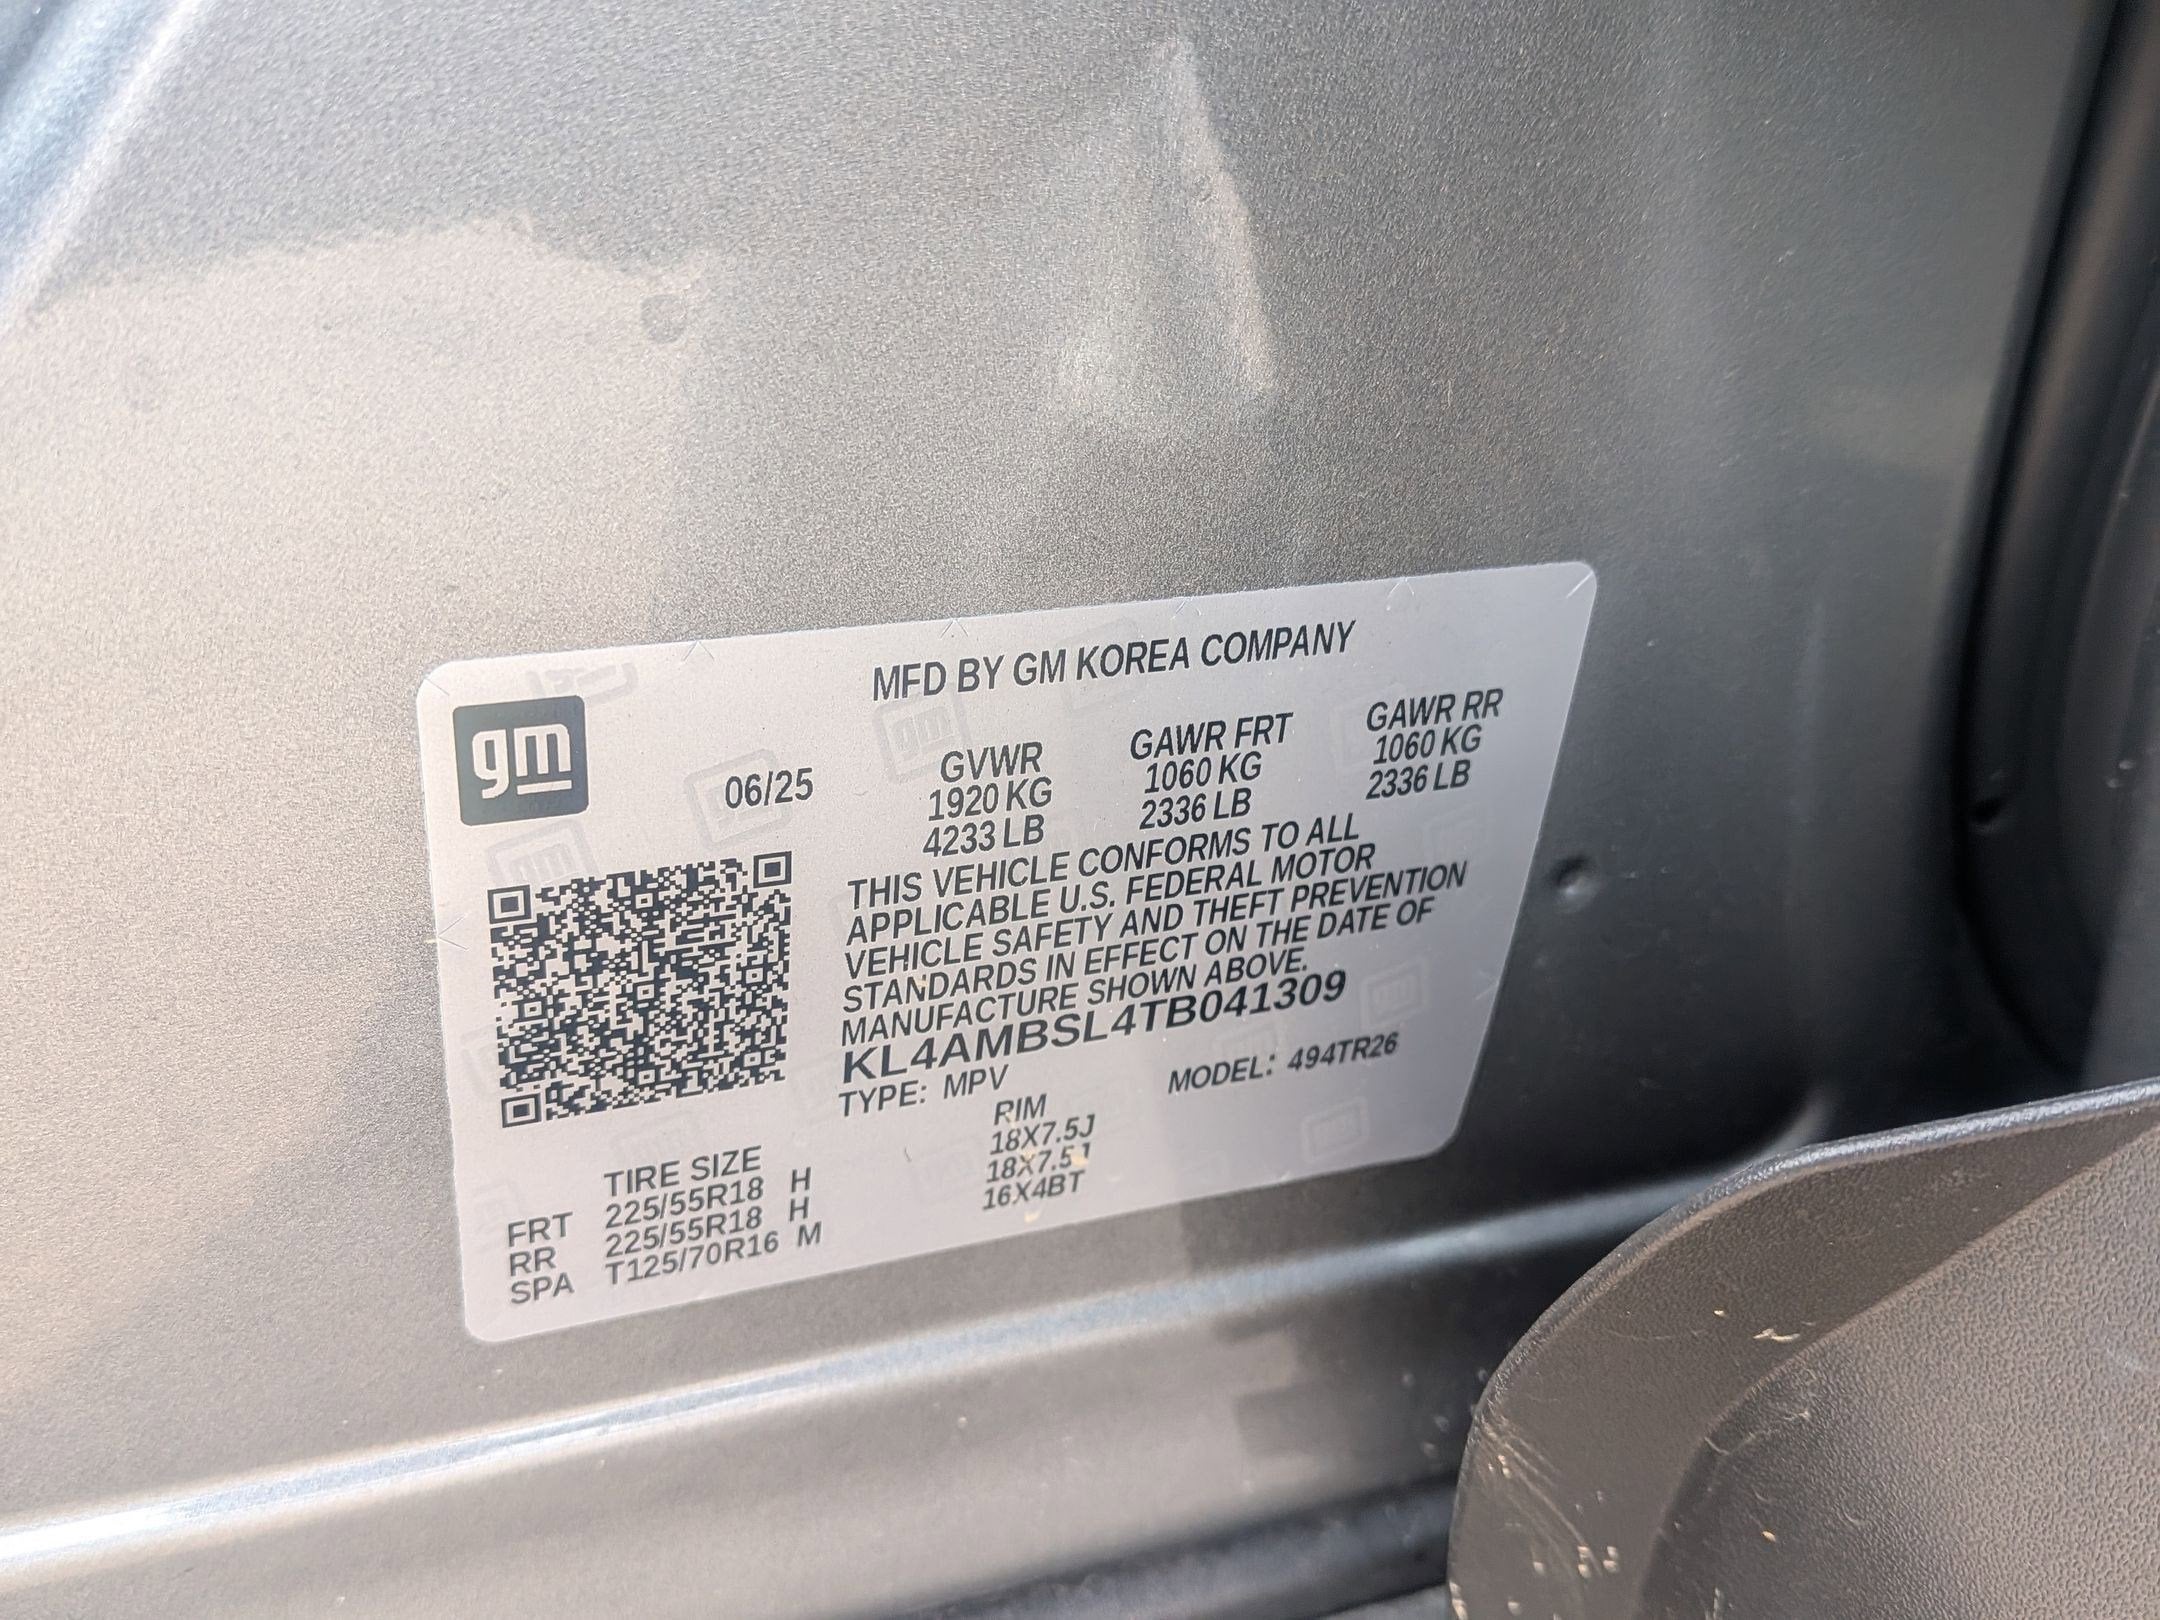 gm
MFD BY GM KOREA COMPANY
06/25
GVWR GAWR FRT GAWR RR
1920 KG 1060 KG 1060 KG
4233 LB 2336 LB 2336 LB
THIS VEHICLE CONFORMS TO ALL
APPLICABLE U.S. FEDERAL MOTOR
VEHICLE SAFETY AND THEFT PREVENTION
STANDARDS IN EFFECT ON THE DATE OF
MANUFACTURE SHOWN ABOVE.
KL4AMBSL4TB041309
TYPE: MPV MODEL: 494TR26
TIRE SIZE RIM
FRT 225/55R18 H 18X7.5J
RR 225/55R18 H 18X7.5J
SPA T125/70R16 M 16X4BT